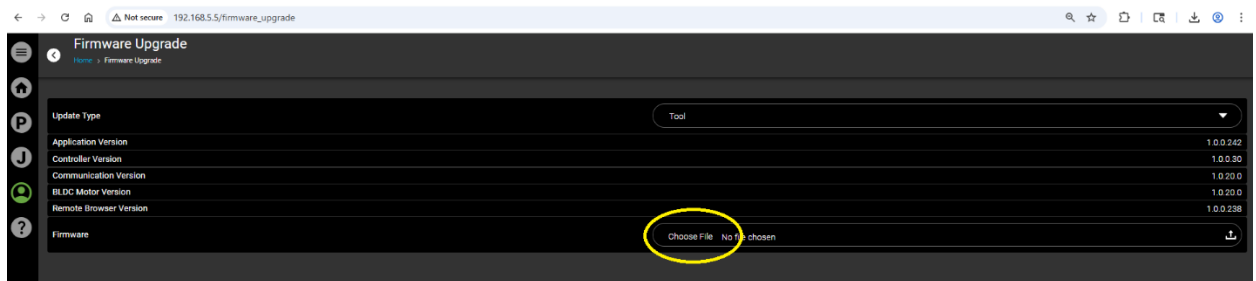 Not secure 192.168.5.5/firmware_upgrade
Firmware Upgrade
Home > Firmware Upgrade
P
J
?
Update Type Tool
Application Version 1.0.0.242
Controller Version 1.0.0.30
Communication Version 1.0.20.0
BLDC Motor Version 1.0.20.0
Remote Browser Version 1.0.0.238
Firmware Choose File No file chosen